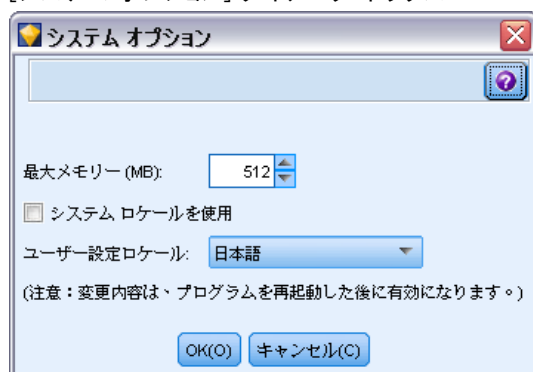 システム オプション
最大メモリー (MB): 512
システム ロケールを使用
ユーザー設定ロケール: 日本語
(注意：変更内容は、プログラムを再起動した後に有効になります。)
OK(O) キャンセル(C)